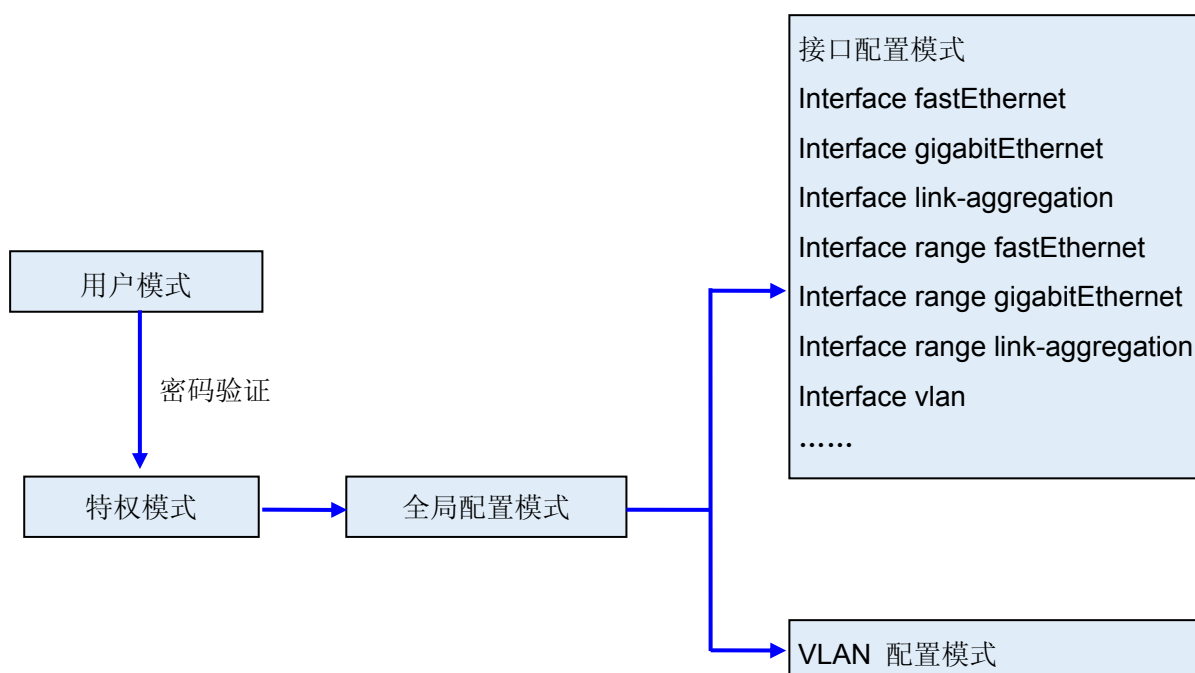 接口配置模式
Interface fastEthernet
Interface gigabitEthernet
Interface link-aggregation
Interface range fastEthernet
Interface range gigabitEthernet
Interface range link-aggregation
Interface vlan
……
用户模式
密码验证
特权模式
全局配置模式
VLAN 配置模式